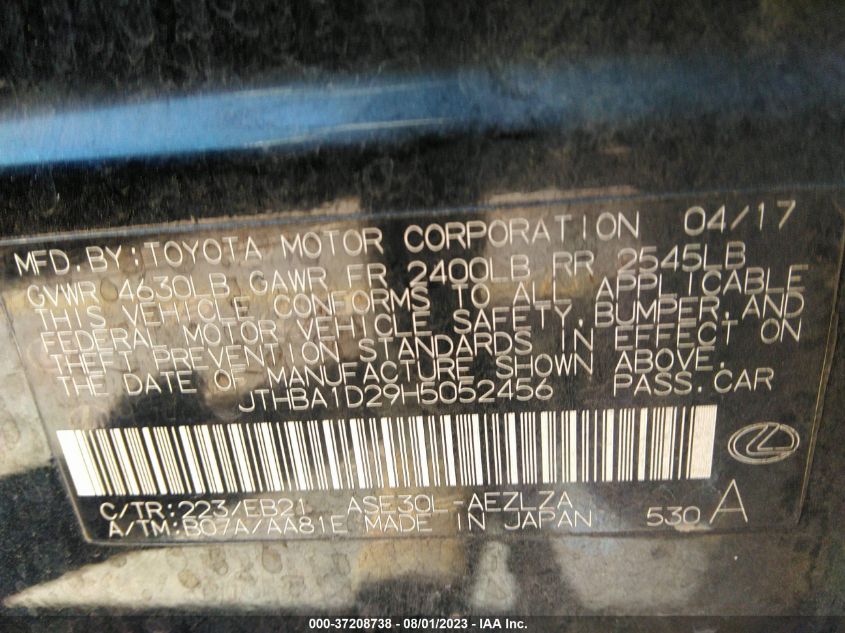 MFD. BY: TOYOTA MOTOR CORPORATION 04/17
GVWR 4630LB GAWR FR 2400LB RR 2545LB
THIS VEHICLE CONFORMS TO ALL APPLICABLE
FEDERAL MOTOR VEHICLE SAFETY, BUMPER, AND
THEFT PREVENTION STANDARDS IN EFFECT ON
THE DATE OF MANUFACTURE SHOWN ABOVE.
JTHBA1D29H5052456 PASS. CAR
C/TR: 223/EB21 ASE30L-AEZLZA
A/TM: B07A/AA81E MADE IN JAPAN 530 A
000-37208738 - 08/01/2023 - IAA Inc.